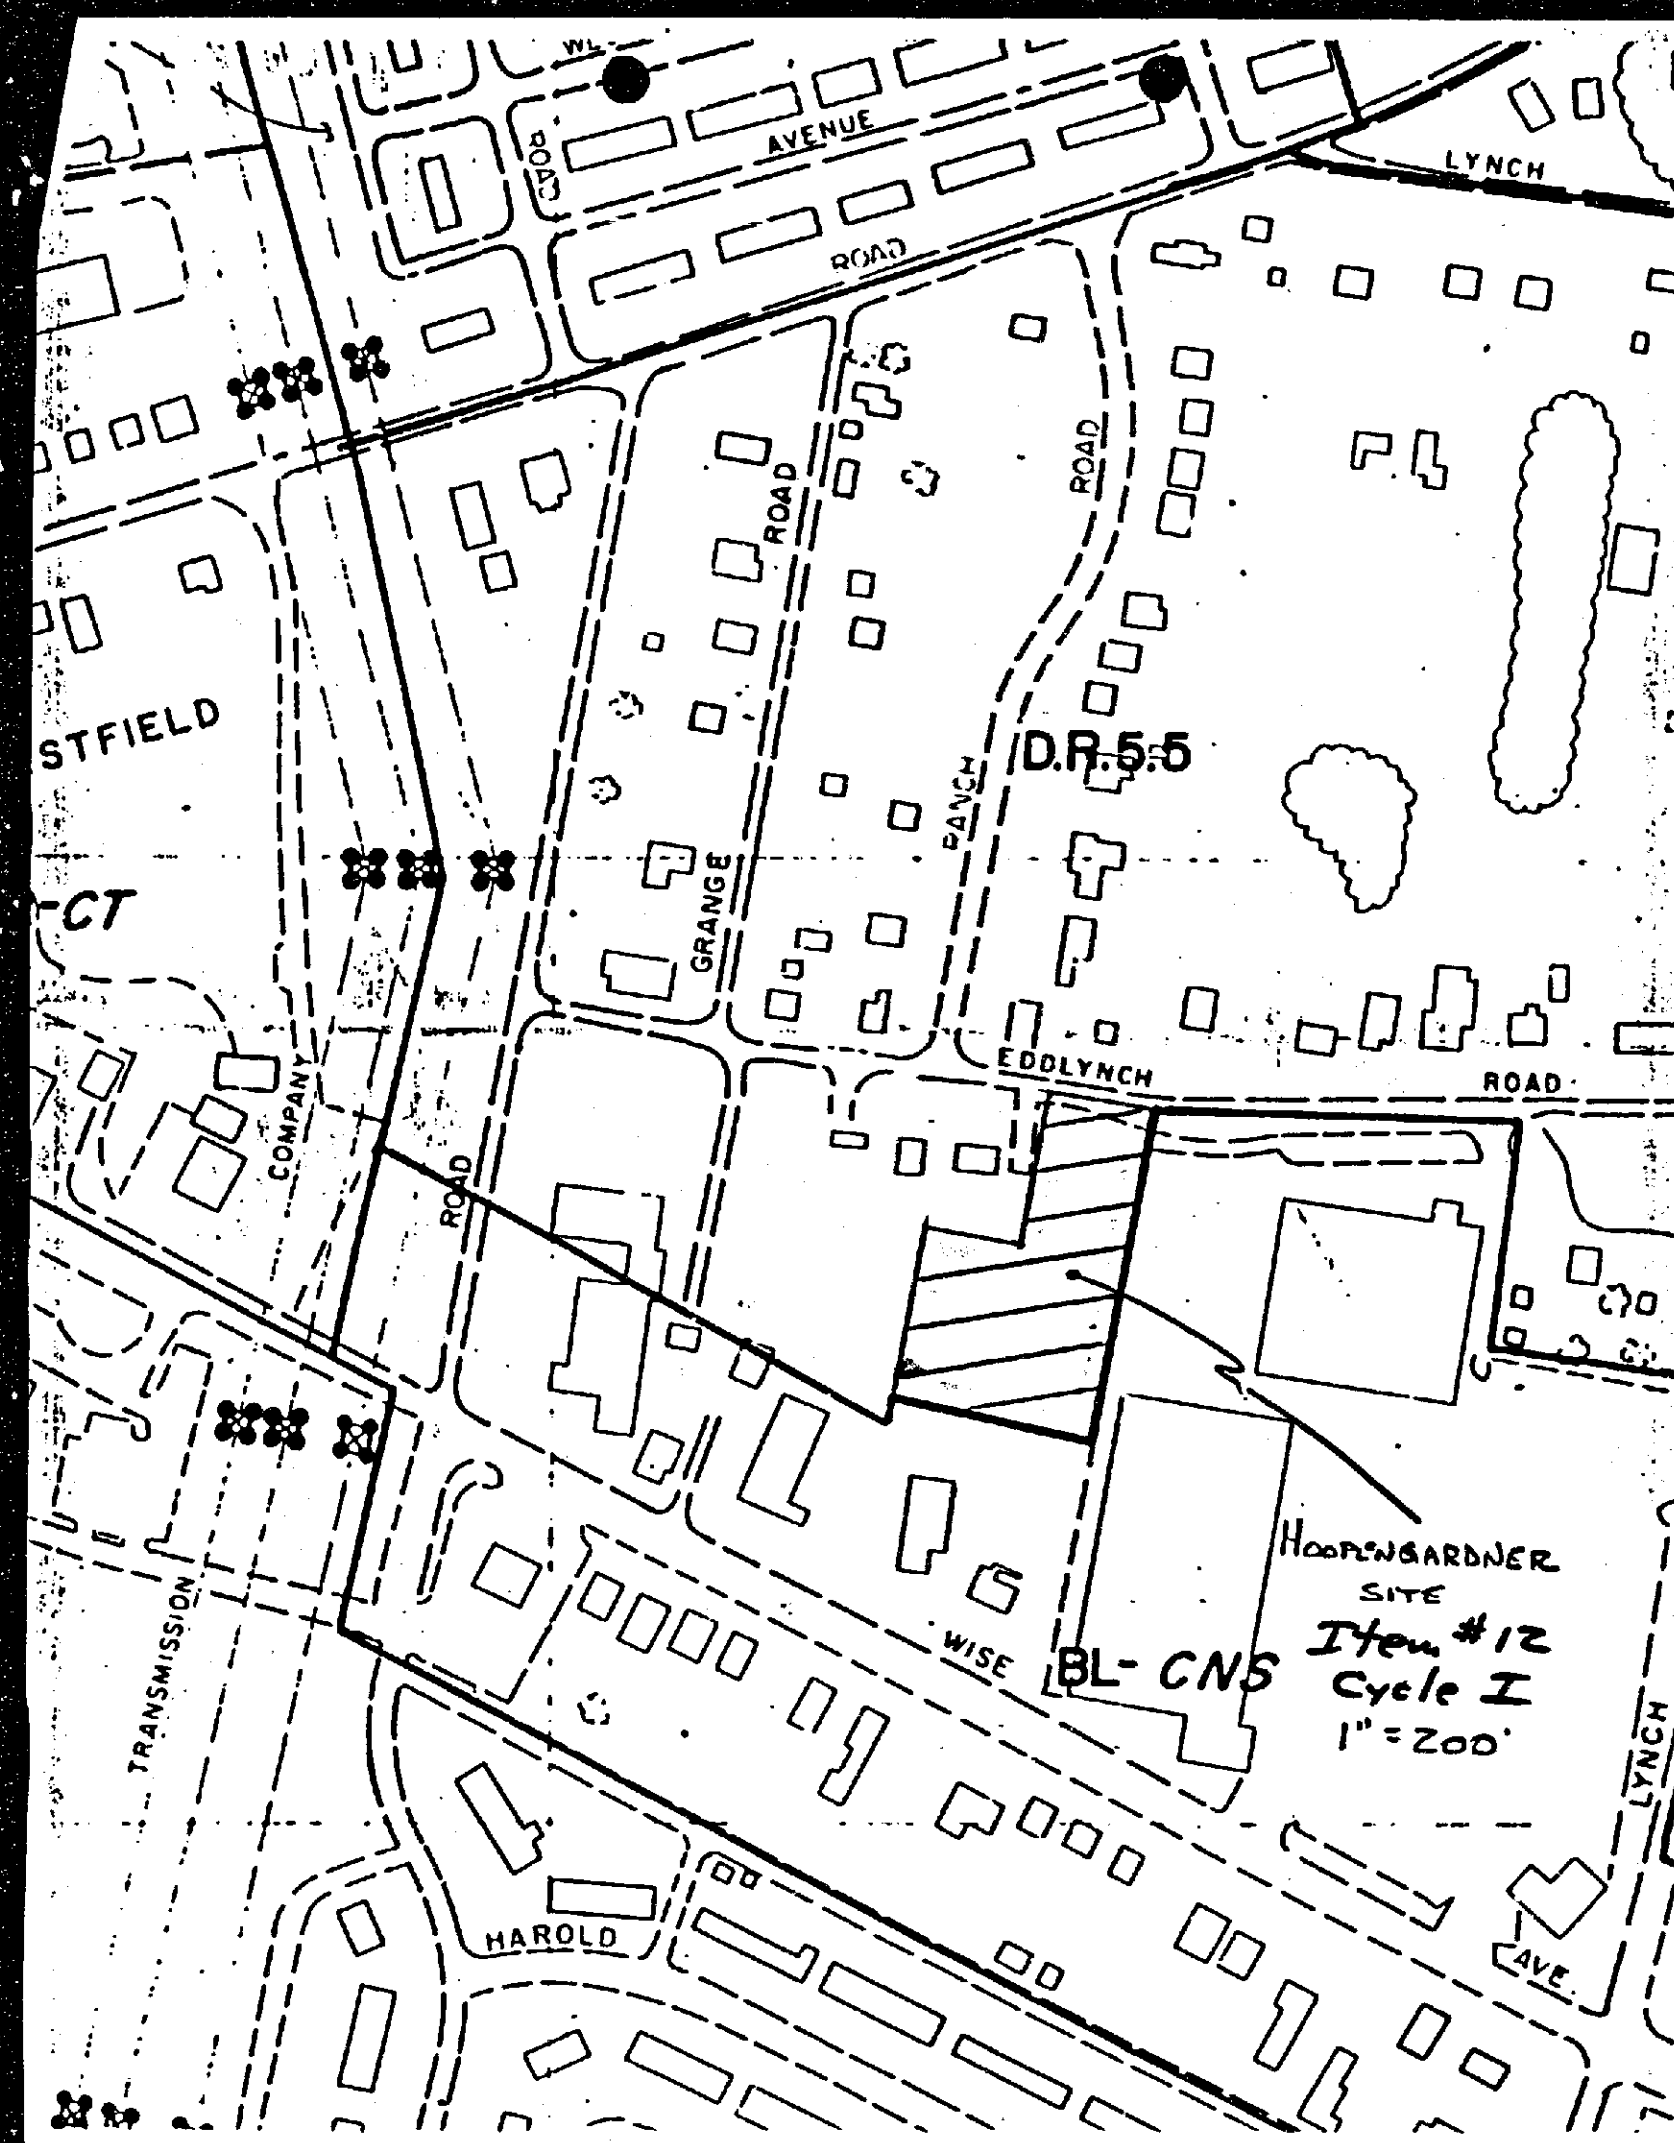 ROAD
AVENUE
LYNCH
ROAD
ROAD
ROAD
STFIELD
D.R.5.5
RANCH
GRANGE
-CT
EDDLYNCH
ROAD
COMPANY
ROAD
HOOPENGARDNER
SITE
Item #12
Cycle I
1" = 200'
WISE
BL- CNS
TRANSMISSION
LYNCH
HAROLD
AVE.